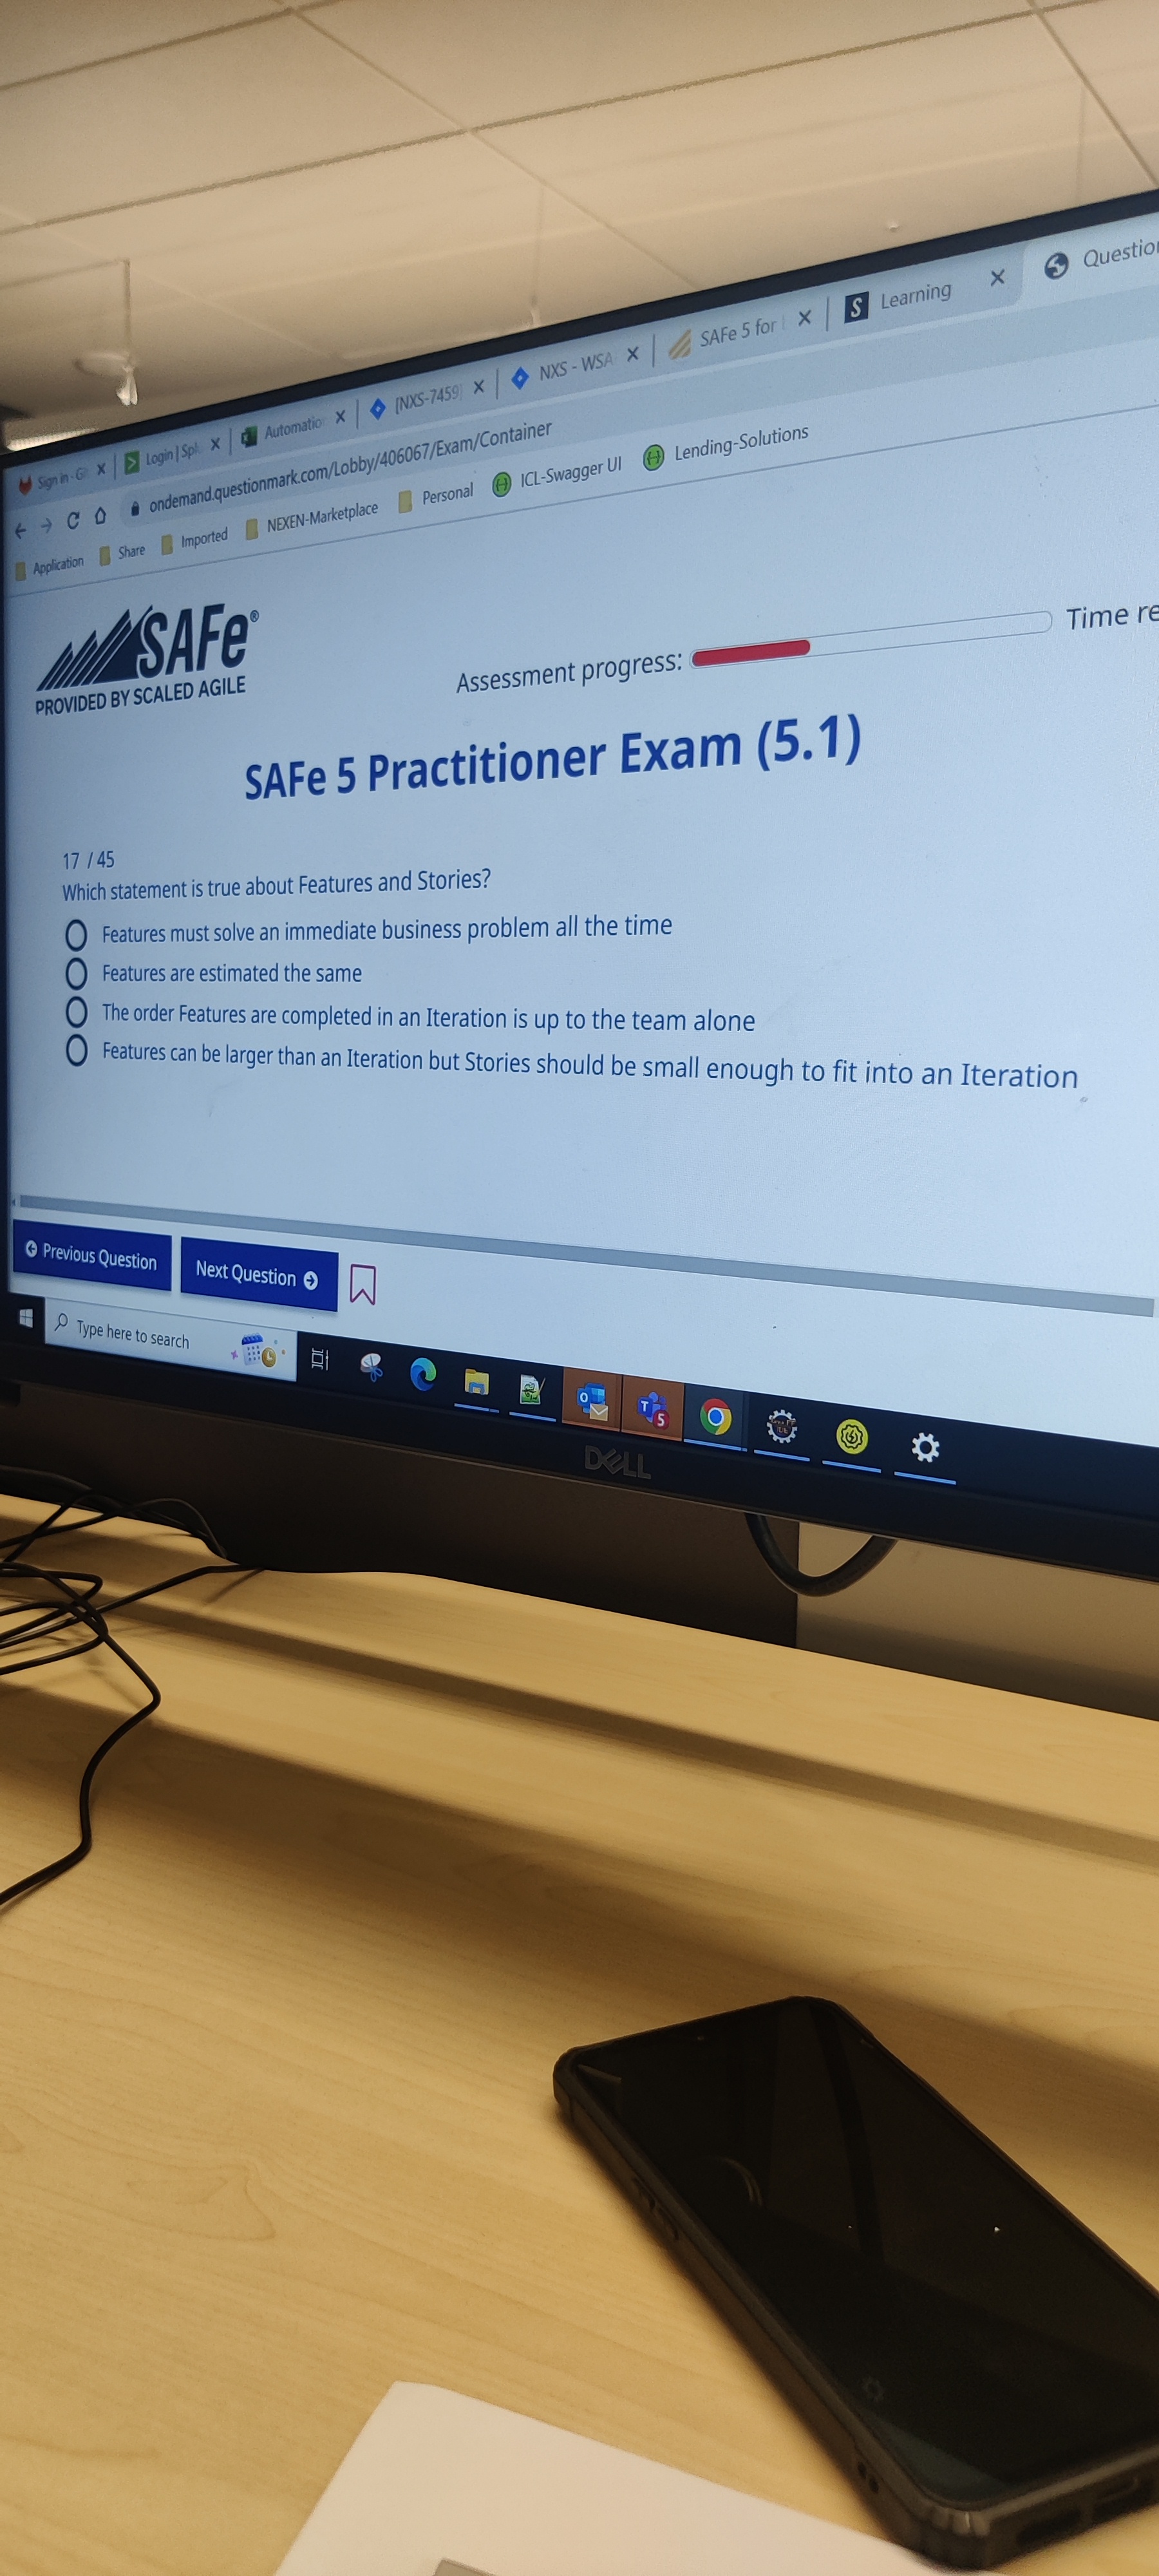 Sign in - Gi
Login | Spl
Automatio
[NXS-7459]
NXS - WSA
SAFe 5 for
Learning
Questio
ondemand.questionmark.com/Lobby/406067/Exam/Container
Application
Share
Imported
NEXEN-Marketplace
Personal
ICL-Swagger UI
Lending-Solutions
SAFe®
PROVIDED BY SCALED AGILE
Assessment progress:
Time re
SAFe 5 Practitioner Exam (5.1)
17 / 45
Which statement is true about Features and Stories?
Features must solve an immediate business problem all the time
Features are estimated the same
The order Features are completed in an Iteration is up to the team alone
Features can be larger than an Iteration but Stories should be small enough to fit into an Iteration
Previous Question
Next Question
Type here to search
5
DELL